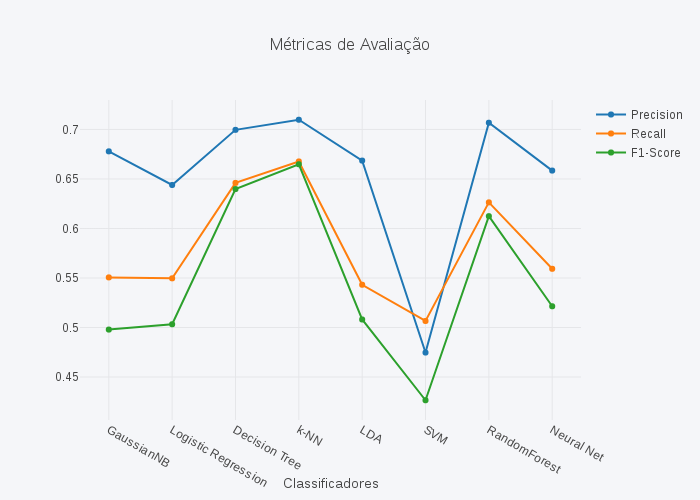 Métricas de Avaliação
Precision
Recall
F1-Score
0.7
0.65
0.6
0.55
0.5
0.45
GaussianNB
Logistic Regression
Decision Tree
k-NN
LDA
SVM
RandomForest
Neural Net
Classificadores